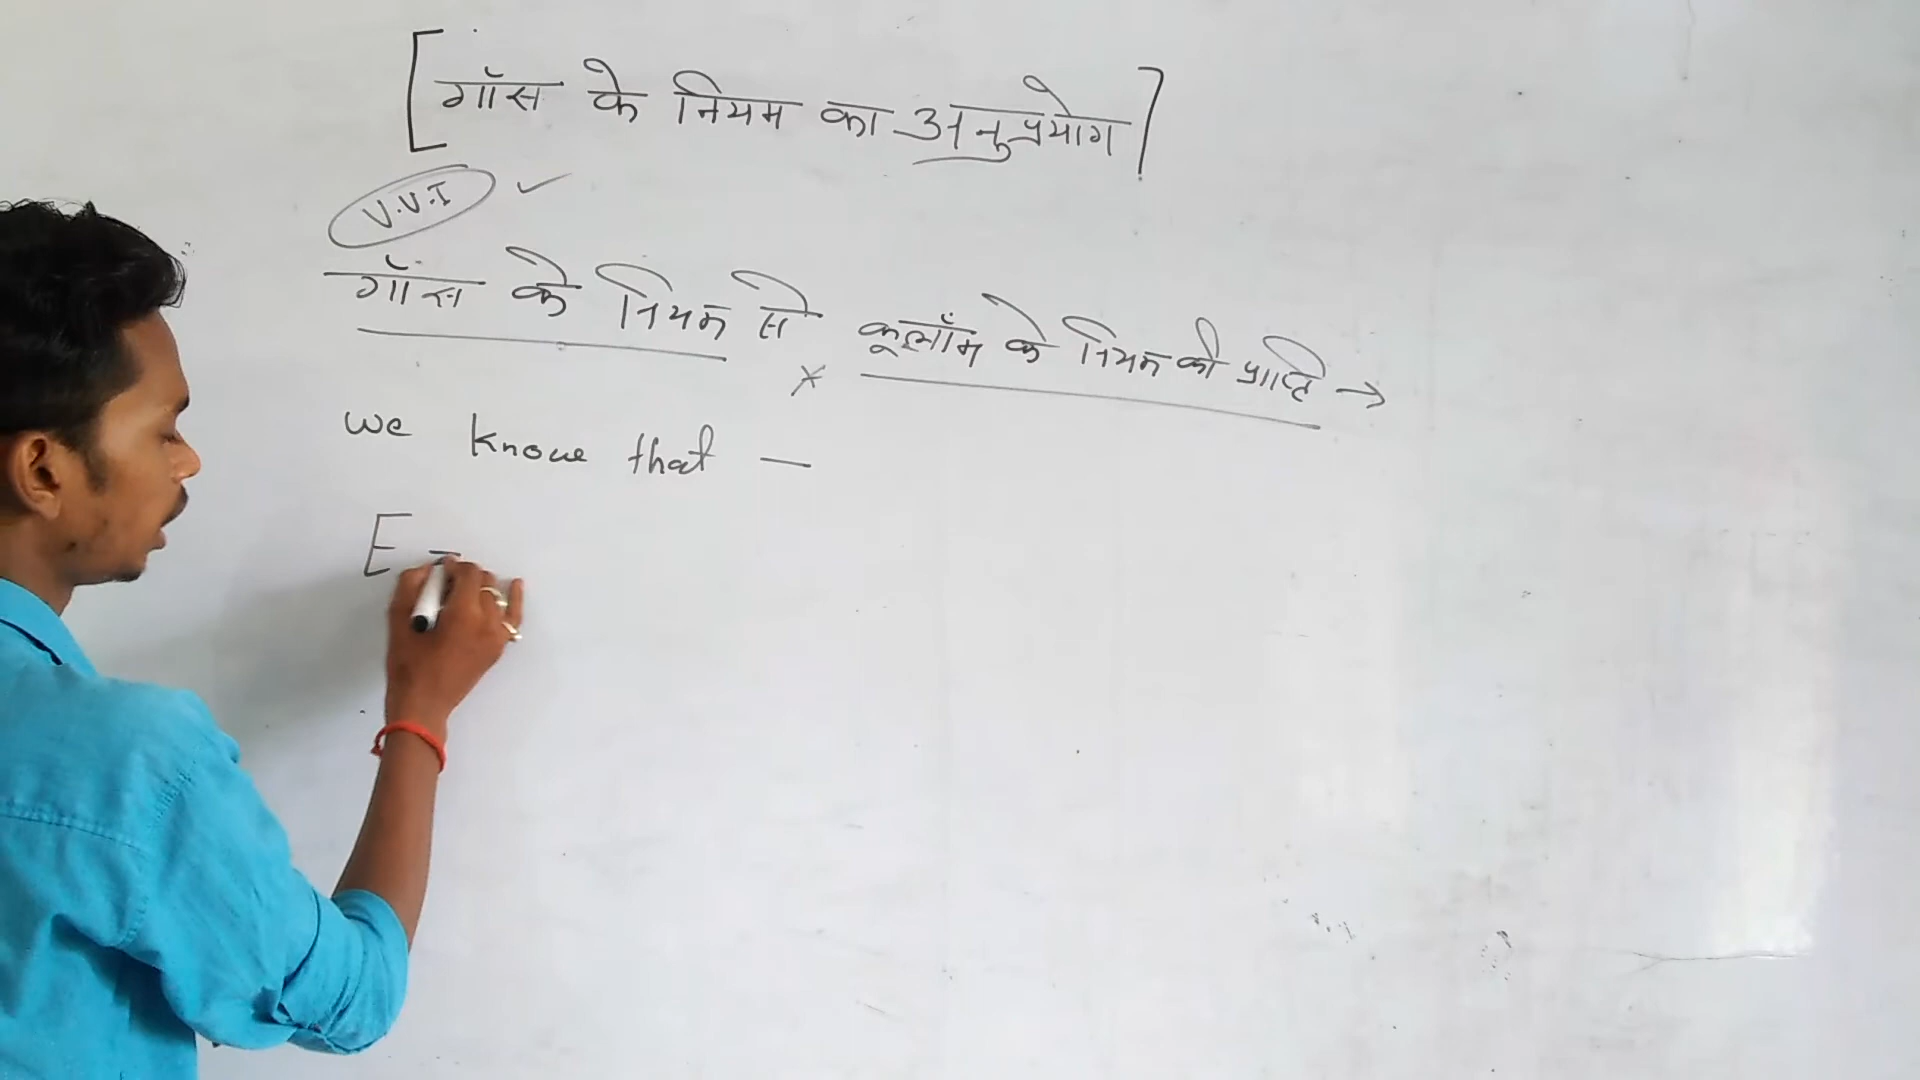 [गॉस के नियम का अनुप्रयोग]
V.V.I ✓
गॉस के नियम से कूलॉम के नियम की प्राप्ति →
we know that —
E =